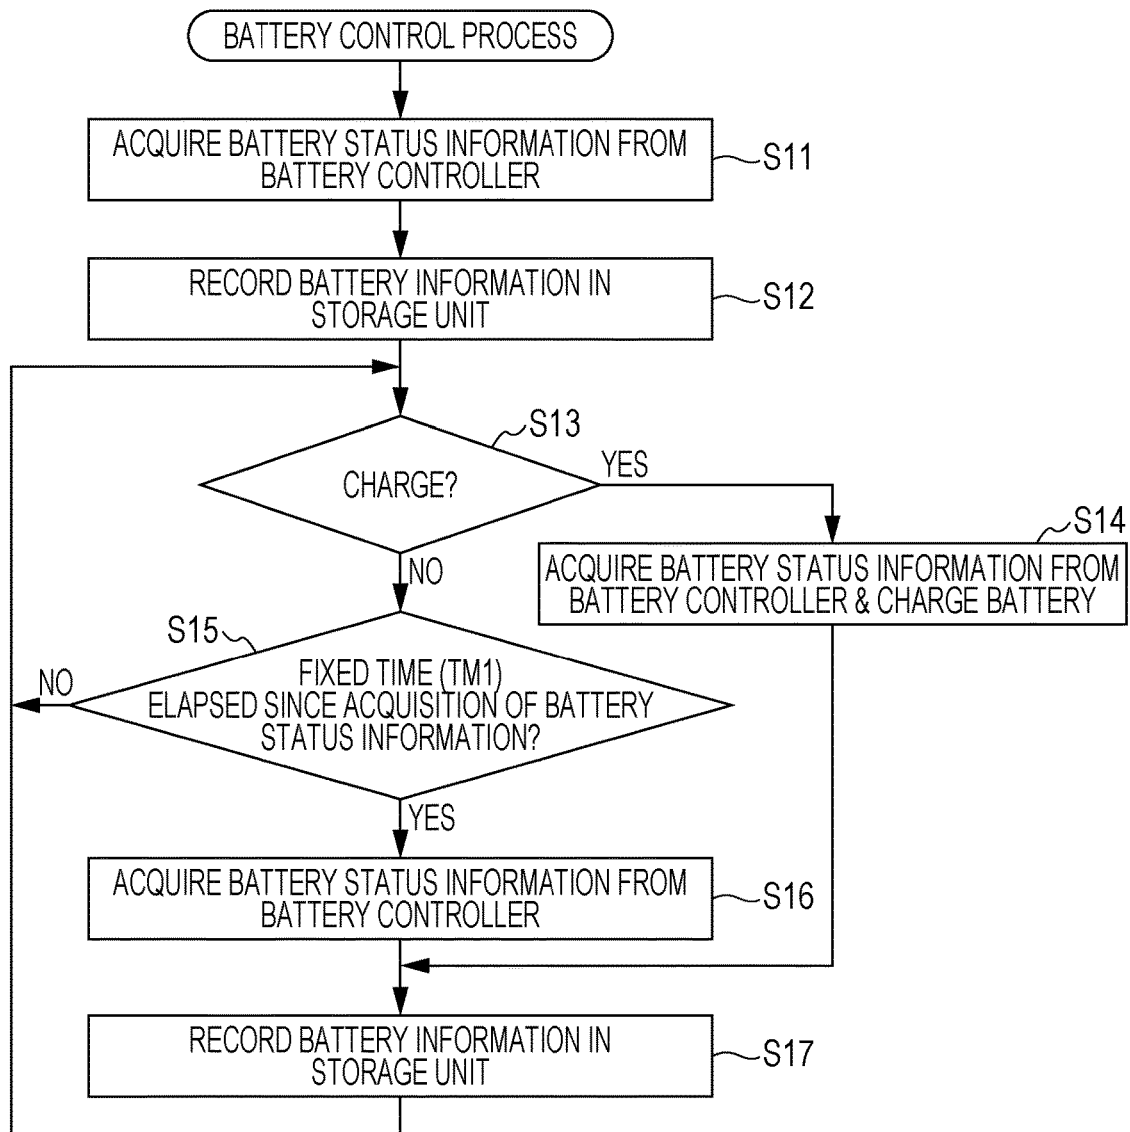 BATTERY CONTROL PROCESS
ACQUIRE BATTERY STATUS INFORMATION FROM
BATTERY CONTROLLER
S11
RECORD BATTERY INFORMATION IN
STORAGE UNIT
S12
S13
CHARGE?
YES
NO
S14
ACQUIRE BATTERY STATUS INFORMATION FROM
BATTERY CONTROLLER & CHARGE BATTERY
S15
FIXED TIME (TM1)
ELAPSED SINCE ACQUISITION OF BATTERY
STATUS INFORMATION?
NO
YES
ACQUIRE BATTERY STATUS INFORMATION FROM
BATTERY CONTROLLER
S16
RECORD BATTERY INFORMATION IN
STORAGE UNIT
S17